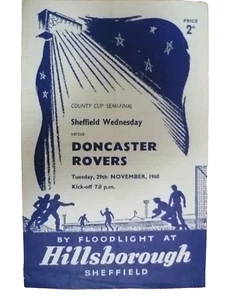 PRICE
2D
COUNTY CUP SEMI-FINAL
Sheffield Wednesday
versus
DONCASTER
ROVERS
Tuesday, 29th NOVEMBER, 1960
Kick-off 7.0 p.m.
BY FLOODLIGHT AT
Hillsborough
SHEFFIELD